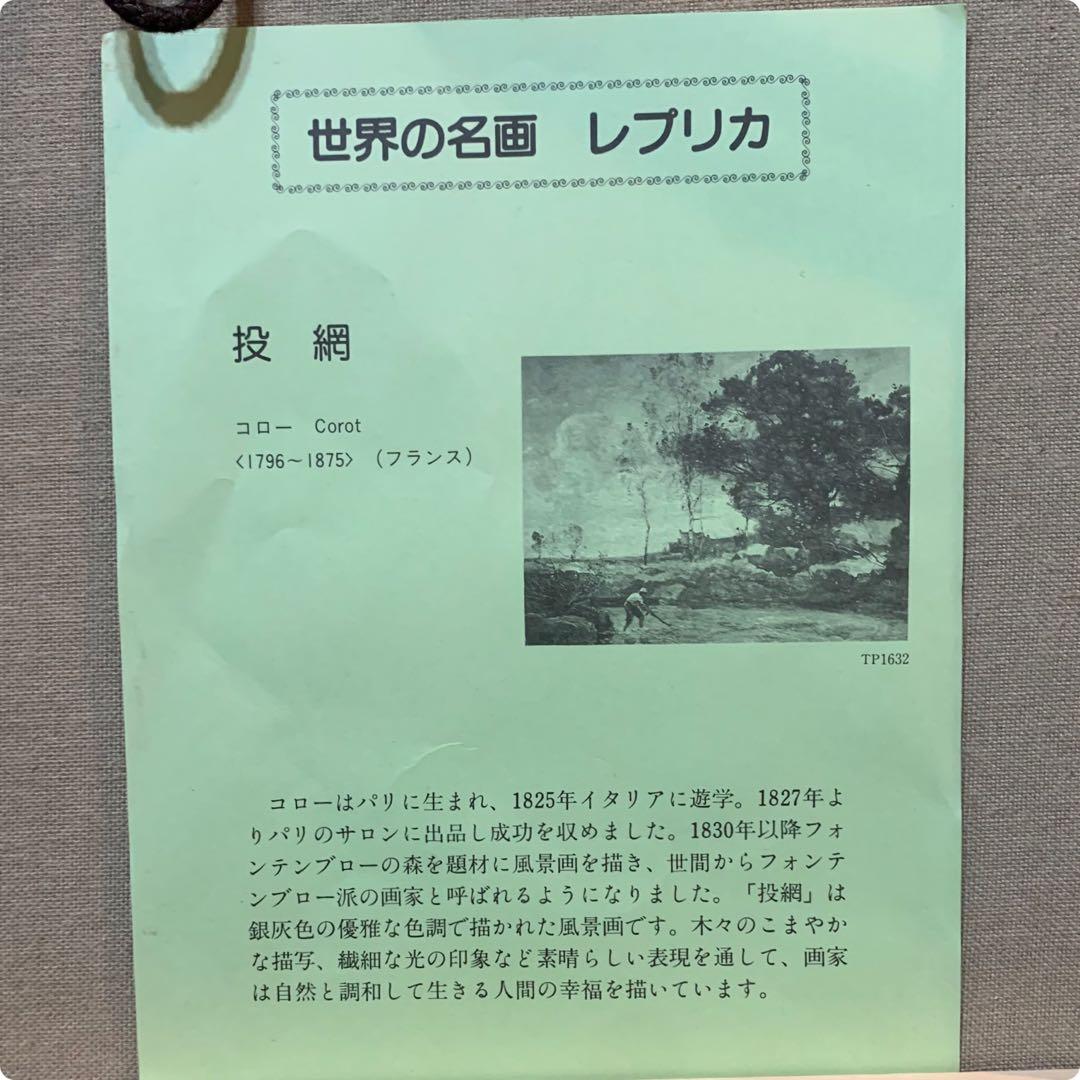 世界の名画　レプリカ
投　網
コロー　Corot
〈1796～1875〉（フランス）
TP1632
　コローはパリに生まれ、1825年イタリアに遊学。1827年よ
りパリのサロンに出品し成功を収めました。1830年以降フォ
ンテンブローの森を題材に風景画を描き、世間からフォンテ
ンブロー派の画家と呼ばれるようになりました。「投網」は
銀灰色の優雅な色調で描かれた風景画です。木々のこまやか
な描写、繊細な光の印象など素晴らしい表現を通して、画家
は自然と調和して生きる人間の幸福を描いています。